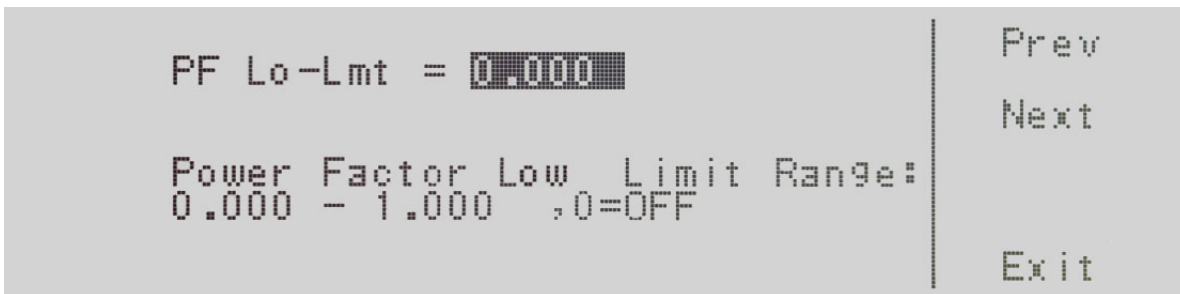 PF Lo-Lmt = 0.000
Power Factor Low Limit Range:
0.000 - 1.000 ,0=OFF
Prev
Next
Exit